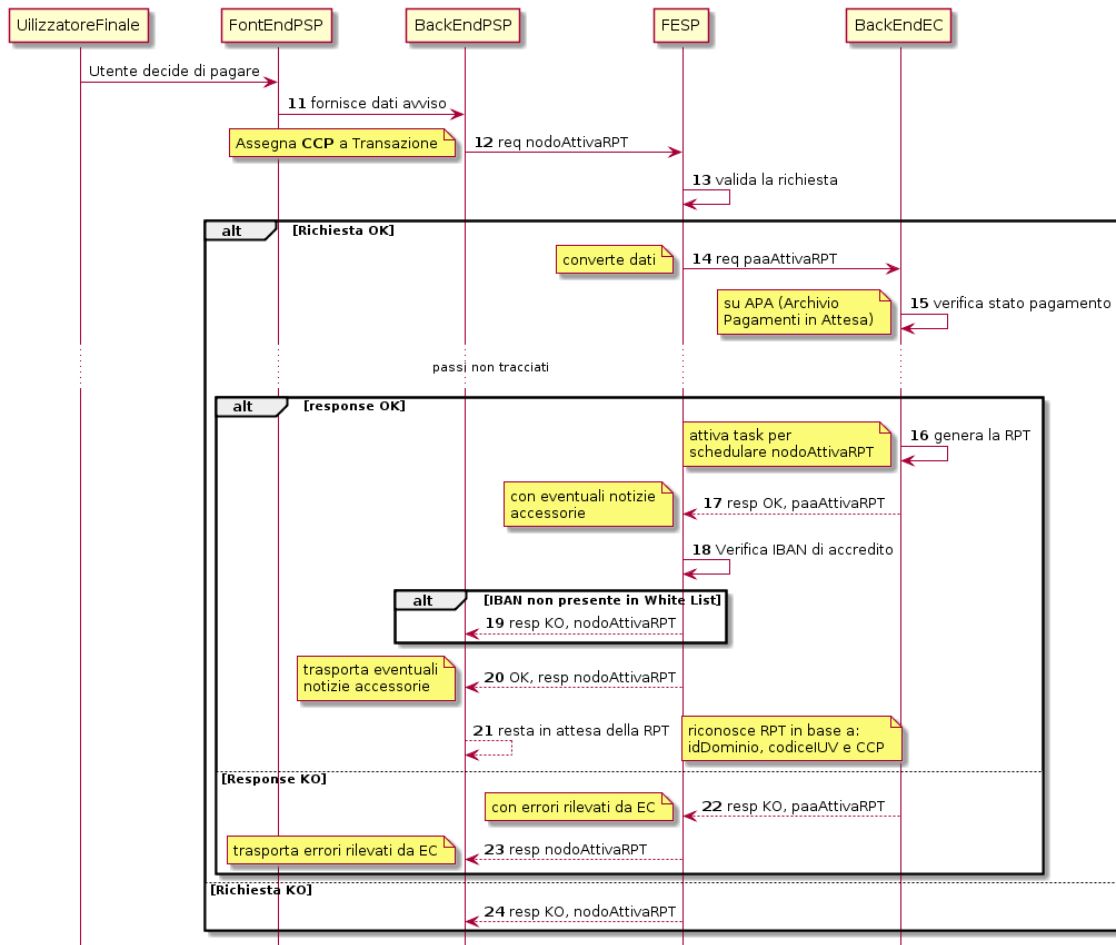 UilizzatoreFinale
FontEndPSP
BackEndPSP
FESP
BackEndEC
Utente decide di pagare
11 fornisce dati avviso
Assegna CCP a Transazione
12 req nodoAttivaRPT
13 valida la richiesta
alt
[Richiesta OK]
converte dati
14 req paaAttivaRPT
su APA (Archivio
Pagamenti in Attesa)
15 verifica stato pagamento
passi non tracciati
alt
[response OK]
attiva task per
schedulare nodoAttivaRPT
16 genera la RPT
con eventuali notizie
accessorie
17 resp OK, paaAttivaRPT
18 Verifica IBAN di accredito
alt
[IBAN non presente in White List]
19 resp KO, nodoAttivaRPT
trasporta eventuali
notizie accessorie
20 OK, resp nodoAttivaRPT
21 resta in attesa della RPT
riconosce RPT in base a:
idDominio, codiceIUV e CCP
[Response KO]
con errori rilevati da EC
22 resp KO, paaAttivaRPT
trasporta errori rilevati da EC
23 resp nodoAttivaRPT
[Richiesta KO]
24 resp KO, nodoAttivaRPT